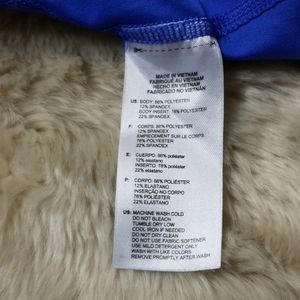 MADE IN VIETNAM
FABRIQUÉ AU VIETNAM
HECHO EN VIETNAM
FABRICADO NO VIETNAN
US: BODY: 88% POLYESTER
12% SPANDEX
BODY INSERT: 78% POLYESTER
22% SPANDEX
F: CORPS: 88% POLYESTER
12% SPANDEX
EMPIECEMENT SUR LE CORPS:
78% POLYESTER
22% SPANDEX
E: CUERPO: 88% poliéster
12% elastano
INSERTO: 78% poliéster
22% elastano
P: CORPO: 88% POLIÉSTER
12% ELASTANO
INSERÇÃO NO CORPO
78% POLIÉSTER
22% ELASTANO
US: MACHINE WASH COLD
DO NOT BLEACH
TUMBLE DRY LOW
COOL IRON IF NEEDED
DO NOT DRY CLEAN
DO NOT USE FABRIC SOFTENER
USE MILD DETERGENT ONLY
WASH WITH LIKE COLORS
REMOVE PROMPTLY AFTER WASH